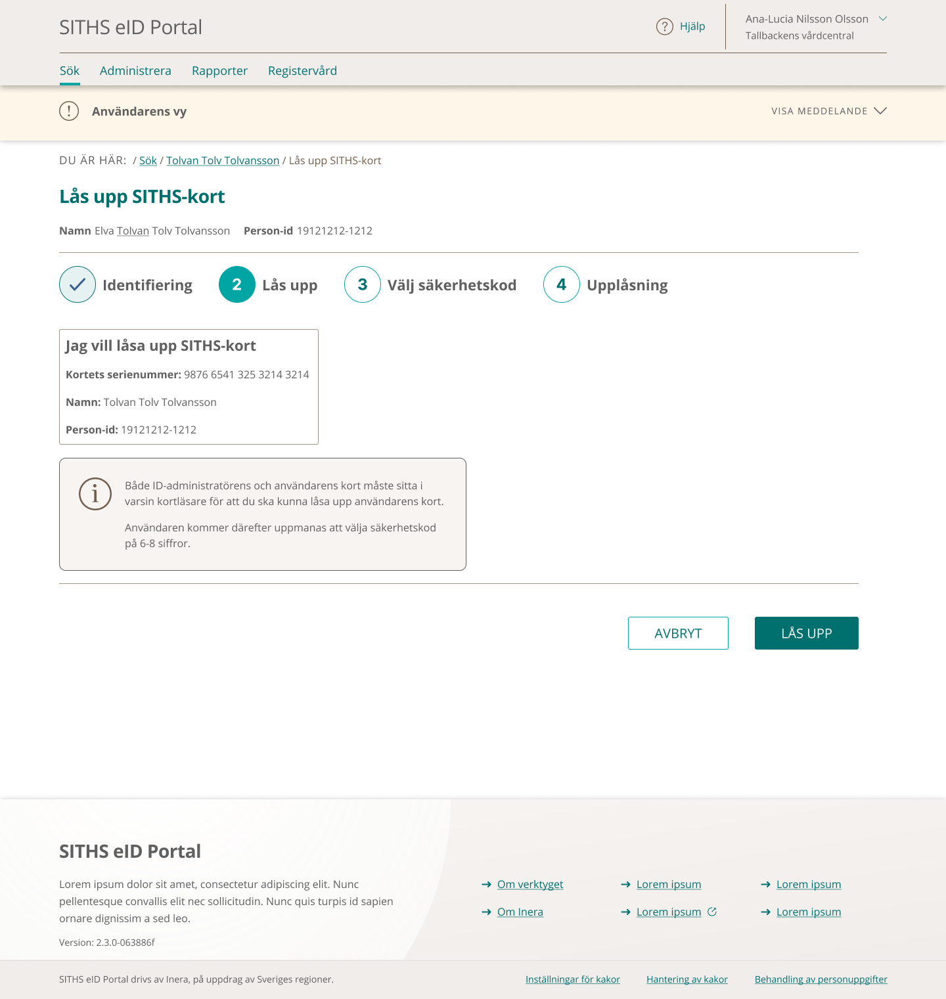 SITHS eID Portal
Hjälp
Ana-Lucia Nilsson Olsson
Tallbackens vårdcentral
Sök Administrera Rapporter Registervård
Användarens vy
VISA MEDDELANDE
DU ÄR HÄR: / Sök / Tolvan Tolv Tolvansson / Lås upp SITHS-kort
Lås upp SITHS-kort
Namn Elva Tolvan Tolv Tolvansson Person-id 19121212-1212
Identifiering 2 Lås upp 3 Välj säkerhetskod 4 Upplåsning
Jag vill låsa upp SITHS-kort
Kortets serienummer: 9876 6541 325 3214 3214
Namn: Tolvan Tolv Tolvansson
Person-id: 19121212-1212
Både ID-administratörens och användarens kort måste sitta i
varsin kortläsare för att du ska kunna låsa upp användarens kort.
Användaren kommer därefter uppmanas att välja säkerhetskod
på 6-8 siffror.
AVBRYT LÅS UPP
SITHS eID Portal
Lorem ipsum dolor sit amet, consectetur adipiscing elit. Nunc
pellentesque convallis elit nec sollicitudin. Nunc quis turpis id sapien
ornare dignissim a sed leo.
Version: 2.3.0-063886f
Om verktyget Lorem ipsum Lorem ipsum
Om Inera Lorem ipsum Lorem ipsum
SITHS eID Portal drivs av Inera, på uppdrag av Sveriges regioner.
Inställningar för kakor Hantering av kakor Behandling av personuppgifter